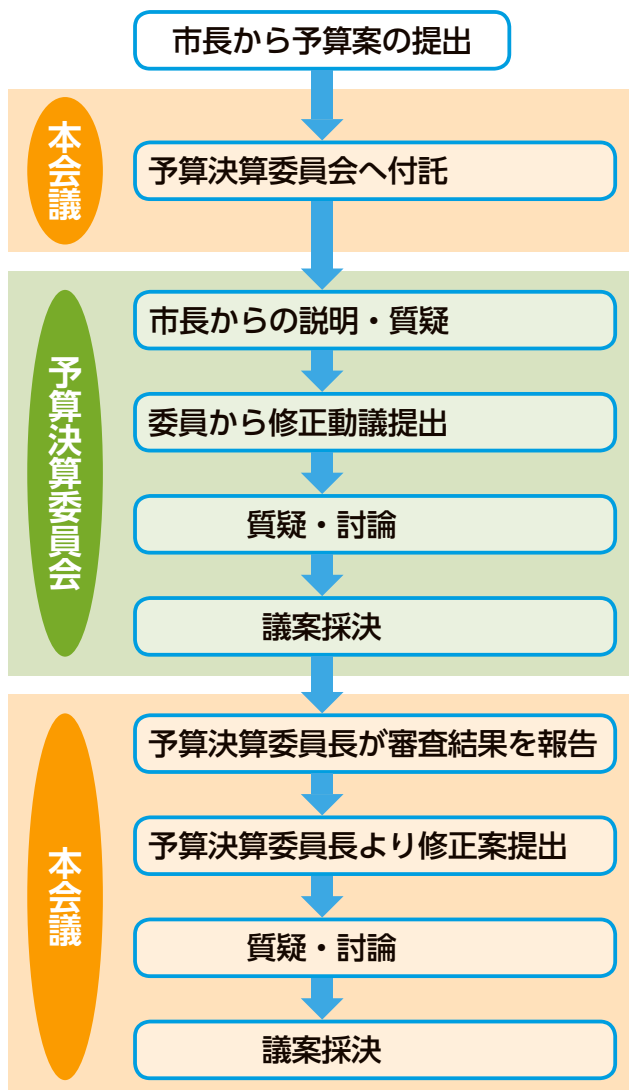 市長から予算案の提出
本会議
予算決算委員会へ付託
予算決算委員会
市長からの説明・質疑
委員から修正動議提出
質疑・討論
議案採決
本会議
予算決算委員長が審査結果を報告
予算決算委員長より修正案提出
質疑・討論
議案採決